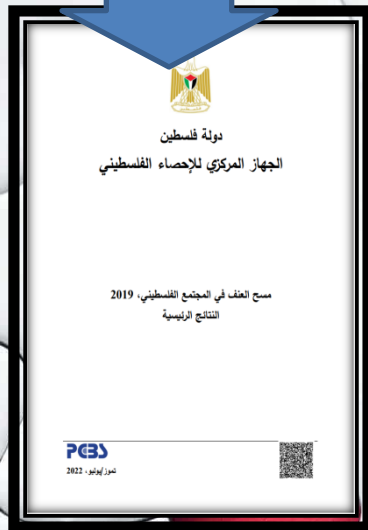 دولة فلسطين
الجهاز المركزي للإحصاء الفلسطيني
مسح العنف في المجتمع الفلسطيني، 2019
النتائج الرئيسية
PCBS
تموز/يوليو، 2022